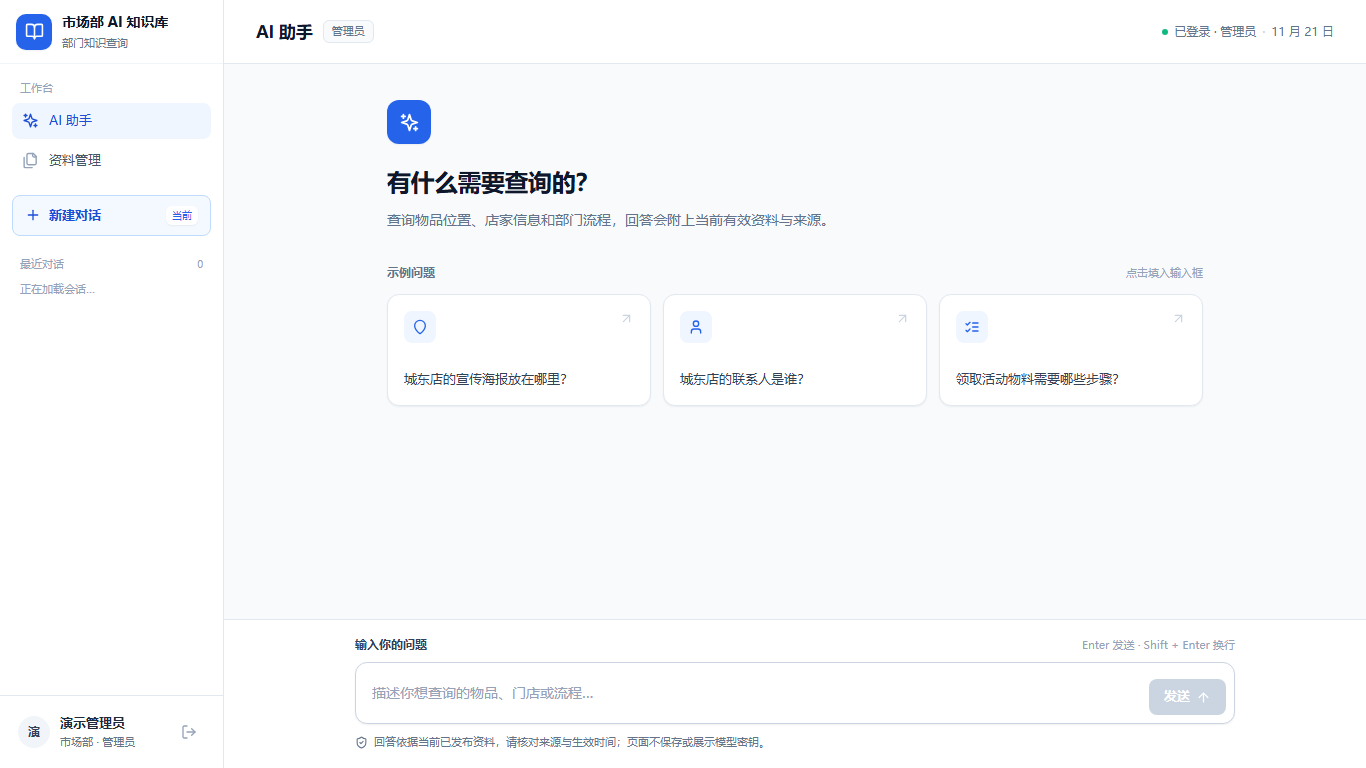 市场部 AI 知识库
部门知识查询
工作台
AI 助手
资料管理
新建对话 当前
最近对话 0
正在加载会话...
演 演示管理员
市场部 · 管理员
AI 助手 管理员
已登录 · 管理员 · 11 月 21 日
有什么需要查询的?
查询物品位置、店家信息和部门流程，回答会附上当前有效资料与来源。
示例问题 点击填入输入框
城东店的宣传海报放在哪里?
城东店的联系人是谁?
领取活动物料需要哪些步骤?
输入你的问题 Enter 发送 · Shift + Enter 换行
描述你想查询的物品、门店或流程...
发送
回答依据当前已发布资料，请核对来源与生效时间；页面不保存或展示模型密钥。